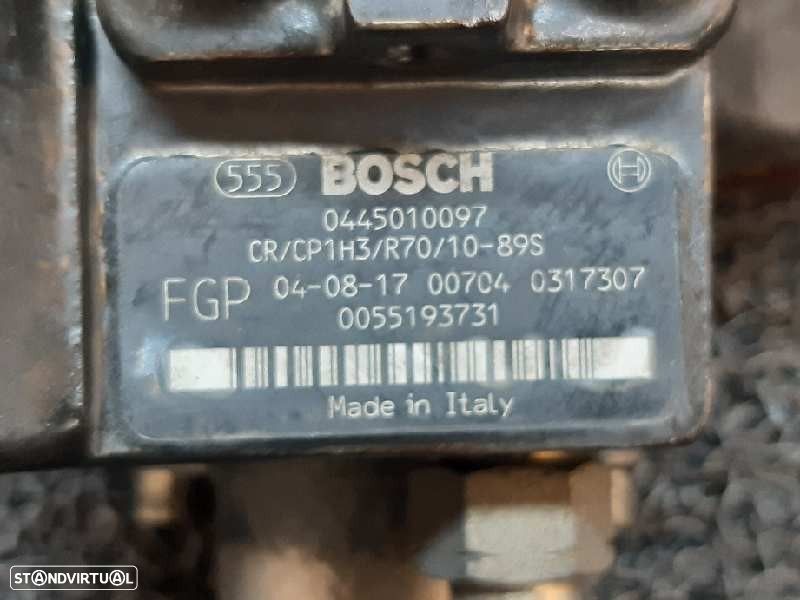 555 BOSCH
0445010097
CR/CP1H3/R70/10-89S
FGP 04-08-17 00704 0317307
0055193731
Made in Italy
STANDVIRTUAL